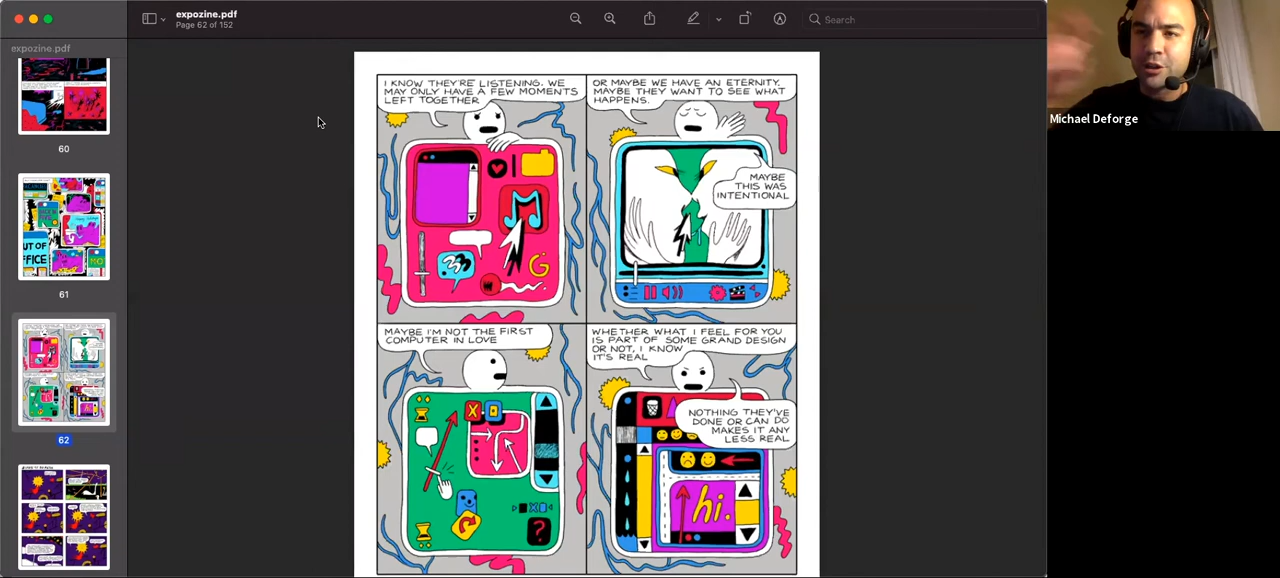 expozine.pdf
Page 62 of 152
Search
expozine.pdf
60
OUT OF
FFICE
61
62
Michael Deforge
I KNOW THEY'RE LISTENING. WE
MAY ONLY HAVE A FEW MOMENTS
LEFT TOGETHER
OR MAYBE WE HAVE AN ETERNITY.
MAYBE THEY WANT TO SEE WHAT
HAPPENS.
MAYBE
THIS WAS
INTENTIONAL
MAYBE I'M NOT THE FIRST
COMPUTER IN LOVE
?
WHETHER WHAT I FEEL FOR YOU
IS PART OF SOME GRAND DESIGN
OR NOT, I KNOW
IT'S REAL
NOTHING THEY'VE
DONE OR CAN DO
MAKES IT ANY
LESS REAL
hi.